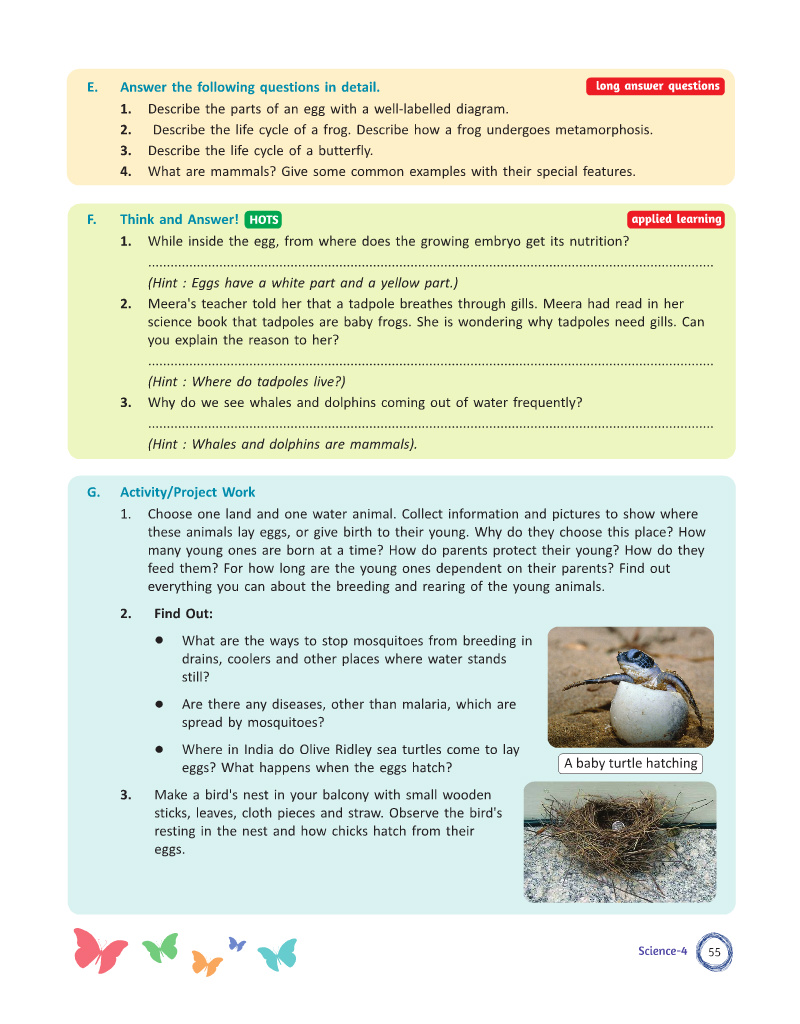 E. Answer the following questions in detail. long answer questions
1. Describe the parts of an egg with a well-labelled diagram.
2. Describe the life cycle of a frog. Describe how a frog undergoes metamorphosis.
3. Describe the life cycle of a butterfly.
4. What are mammals? Give some common examples with their special features.
F. Think and Answer! HOTS applied learning
1. While inside the egg, from where does the growing embryo get its nutrition?
(Hint : Eggs have a white part and a yellow part.)
2. Meera's teacher told her that a tadpole breathes through gills. Meera had read in her
science book that tadpoles are baby frogs. She is wondering why tadpoles need gills. Can
you explain the reason to her?
(Hint : Where do tadpoles live?)
3. Why do we see whales and dolphins coming out of water frequently?
(Hint : Whales and dolphins are mammals).
G. Activity/Project Work
1. Choose one land and one water animal. Collect information and pictures to show where
these animals lay eggs, or give birth to their young. Why do they choose this place? How
many young ones are born at a time? How do parents protect their young? How do they
feed them? For how long are the young ones dependent on their parents? Find out
everything you can about the breeding and rearing of the young animals.
2. Find Out:
● What are the ways to stop mosquitoes from breeding in
drains, coolers and other places where water stands
still?
● Are there any diseases, other than malaria, which are
spread by mosquitoes?
● Where in India do Olive Ridley sea turtles come to lay
eggs? What happens when the eggs hatch?
A baby turtle hatching
3. Make a bird's nest in your balcony with small wooden
sticks, leaves, cloth pieces and straw. Observe the bird's
resting in the nest and how chicks hatch from their
eggs.
Science-4 55